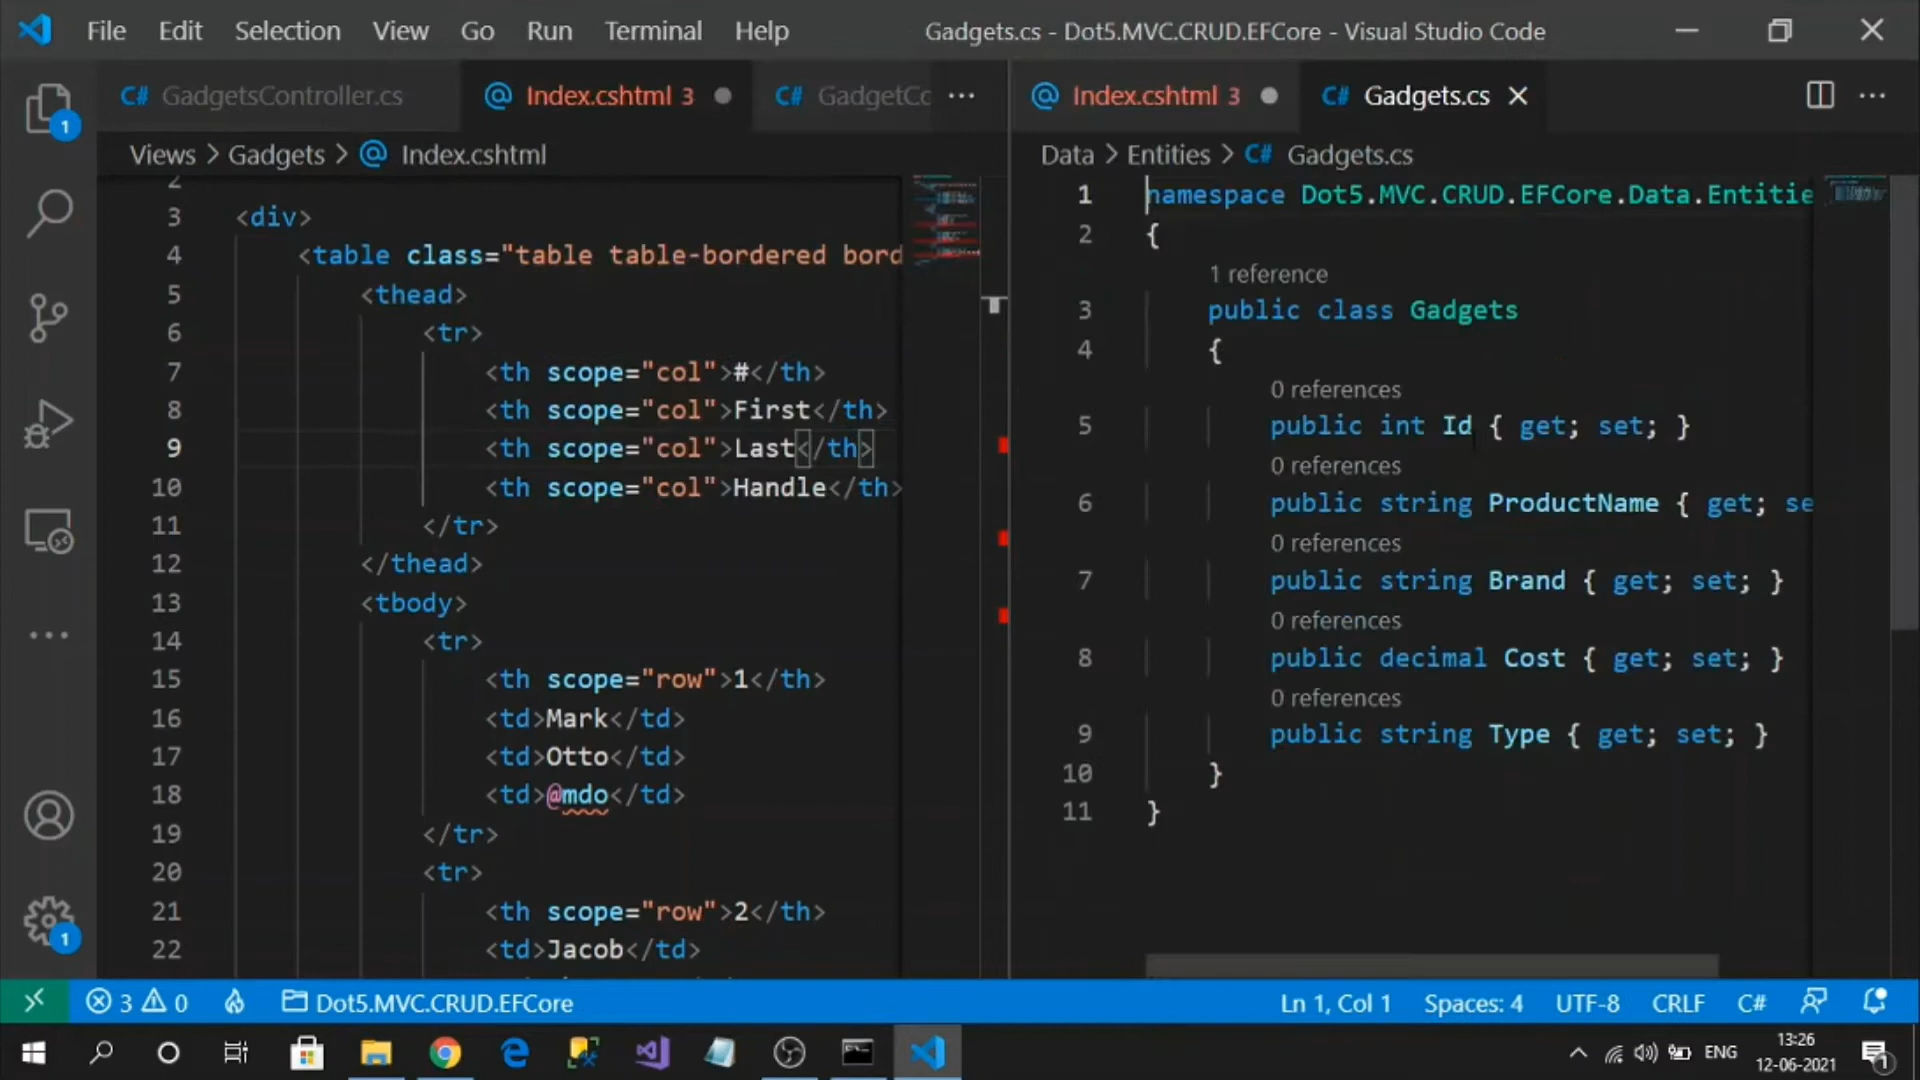 File Edit Selection View Go Run Terminal Help Gadgets.cs - Dot5.MVC.CRUD.EFCore - Visual Studio Code
C# GadgetsController.cs @ Index.cshtml 3 C# GadgetCo ···
@ Index.cshtml 3 C# Gadgets.cs
Views > Gadgets > @ Index.cshtml
2
3 <div>
4 <table class="table table-bordered bord
5 <thead>
6 <tr>
7 <th scope="col">#</th>
8 <th scope="col">First</th>
9 <th scope="col">Last</th>
10 <th scope="col">Handle</th>
11 </tr>
12 </thead>
13 <tbody>
14 <tr>
15 <th scope="row">1</th>
16 <td>Mark</td>
17 <td>Otto</td>
18 <td>@mdo</td>
19 </tr>
20 <tr>
21 <th scope="row">2</th>
22 <td>Jacob</td>
Data > Entities > C# Gadgets.cs
1 namespace Dot5.MVC.CRUD.EFCore.Data.Entitie
2 {
1 reference
3 public class Gadgets
4 {
0 references
5 public int Id { get; set; }
0 references
6 public string ProductName { get; se
0 references
7 public string Brand { get; set; }
0 references
8 public decimal Cost { get; set; }
0 references
9 public string Type { get; set; }
10 }
11 }
1
1
3 0 Dot5.MVC.CRUD.EFCore Ln 1, Col 1 Spaces: 4 UTF-8 CRLF C#
ENG 13:26
12-06-2021 1